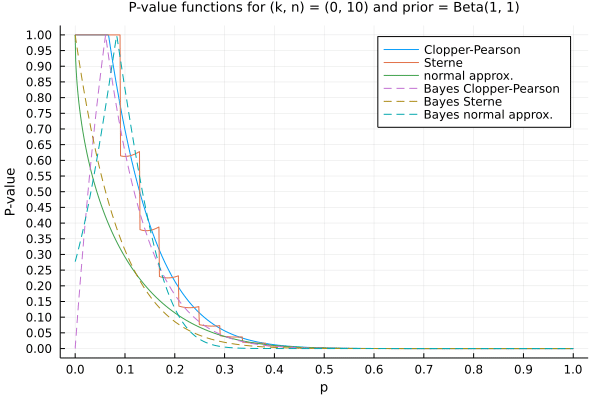 P-value functions for (k, n) = (0, 10) and prior = Beta(1, 1)
P-value
1.00
0.95
0.90
0.85
0.80
0.75
0.70
0.65
0.60
0.55
0.50
0.45
0.40
0.35
0.30
0.25
0.20
0.15
0.10
0.05
0.00
Clopper-Pearson
Sterne
normal approx.
Bayes Clopper-Pearson
Bayes Sterne
Bayes normal approx.
0.0 0.1 0.2 0.3 0.4 0.5 0.6 0.7 0.8 0.9 1.0
p